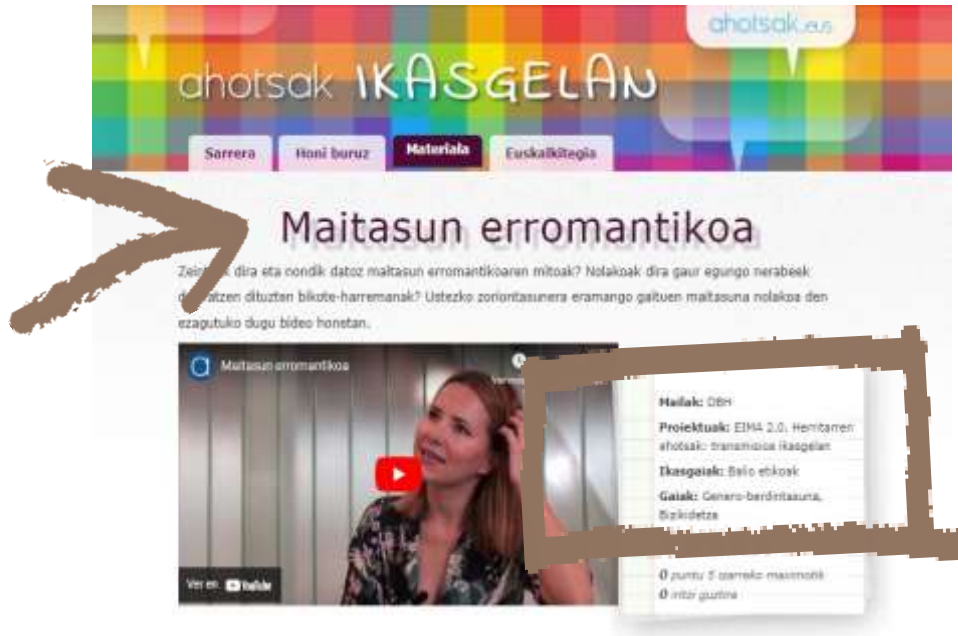 ahotsak.eus
ahotsak IKASGELAN
Sarrera
Honi buruz
Materiala
Euskalkitegia
Maitasun erromantikoa
dira eta nondik datoz maitasun erromantikoaren mitoak? Nolakoak dira gaur egungo nerabeek
dituzten bikote-harremanak? Ustezko zoriontasunera eramango gaituen maitasuna nolakoa den
ezagutuko dugu bideo honetan.
Maitasun erromantikoa
Mailak: DBH
Proiektuak: EIMA 2.0. Herritarren
ahotsak: transmisioa ikasgelan
Ikasgaiak: Balio etikoak
Gaiak: Genero-berdintasuna,
Bizikidetza
Ver en YouTube
0 puntu 5 izarreko maximotik
0 iritzi guztira